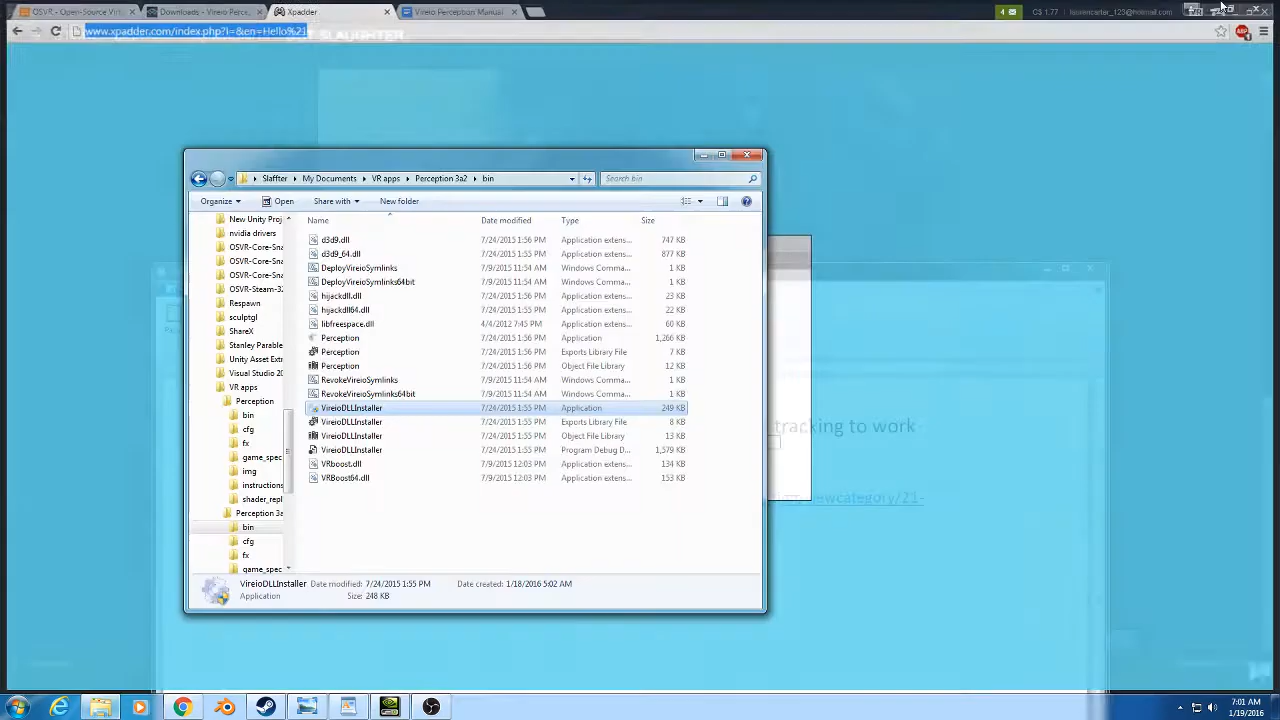 OSVR - Open-Source Virtu
Downloads - Vireio Perce
Xpadder
Vireio Perception Manual
4
C$ 1.77
www.xpadder.com/index.php?i=&en=Hello%21
SLAUGHTER
ABP
Slaffter
My Documents
VR apps
Perception 3a2
bin
Search bin
Organize
Open
Share with
New folder
New Unity Proj
nvidia drivers
OSVR-Core-Sna
OSVR-Core-Sna
OSVR-Core-Sna
OSVR-Steam-32
Respawn
sculptgl
ShareX
Stanley Parable
Unity Asset Extr
Visual Studio 20
VR apps
Perception
bin
cfg
fx
game_spec
img
instructions
shader_repl
Perception 3a
bin
cfg
fx
game_spec
Name Date modified Type Size
d3d9.dll 7/24/2015 1:56 PM Application extens... 747 KB
d3d9_64.dll 7/24/2015 1:56 PM Application extens... 877 KB
DeployVireioSymlinks 7/9/2015 11:54 AM Windows Comma... 1 KB
DeployVireioSymlinks64bit 7/9/2015 11:54 AM Windows Comma... 1 KB
hijackdll.dll 7/24/2015 1:56 PM Application extens... 23 KB
hijackdll64.dll 7/24/2015 1:56 PM Application extens... 22 KB
libfreespace.dll 4/4/2012 7:45 PM Application extens... 60 KB
Perception 7/24/2015 1:56 PM Application 1,266 KB
Perception 7/24/2015 1:56 PM Exports Library File 7 KB
Perception 7/24/2015 1:56 PM Object File Library 12 KB
RevokeVireioSymlinks 7/9/2015 11:54 AM Windows Comma... 1 KB
RevokeVireioSymlinks64bit 7/9/2015 11:54 AM Windows Comma... 1 KB
VireioDLLInstaller 7/24/2015 1:55 PM Application 249 KB
VireioDLLInstaller 7/24/2015 1:55 PM Exports Library File 8 KB
VireioDLLInstaller 7/24/2015 1:55 PM Object File Library 13 KB
VireioDLLInstaller 7/24/2015 1:55 PM Program Debug D... 1,579 KB
VRboost.dll 7/9/2015 12:03 PM Application extens... 134 KB
VRBoost64.dll 7/9/2015 12:03 PM Application extens... 153 KB
tracking to work
newcategory/21-
VireioDLLInstaller Date modified: 7/24/2015 1:55 PM Date created: 1/18/2016 5:02 AM
Application Size: 248 KB
7:01 AM
1/19/2016